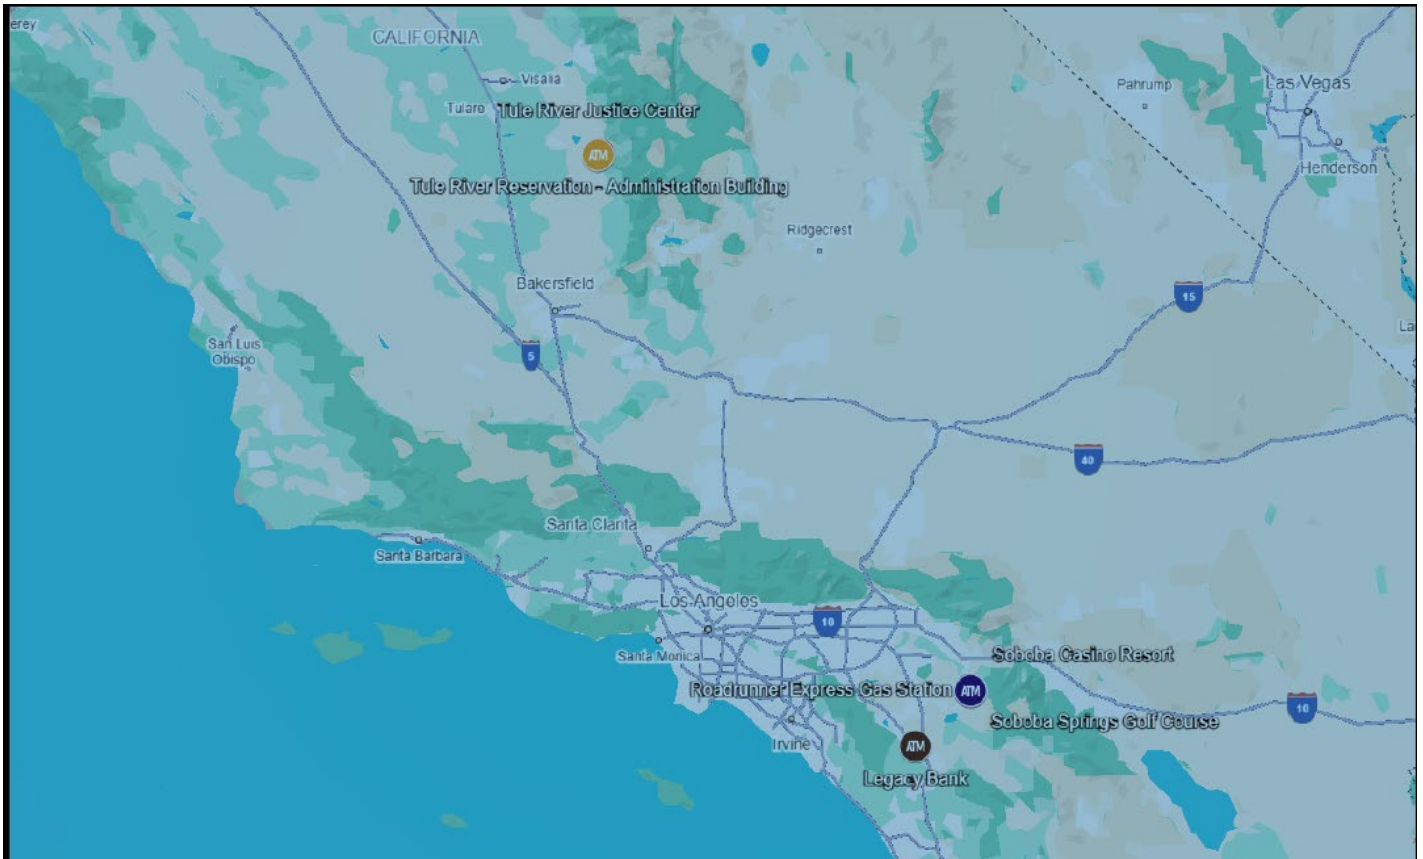 erey
CALIFORNIA
Visalia
Tulare
Tule River Justice Center
ATM
Tule River Reservation - Administration Building
Pahrump
Las Vegas
Henderson
Ridgecrest
Bakersfield
15
San Luis
Obispo
5
La
40
Santa Clarita
Santa Barbara
Los Angeles
10
Santa Monica
Soboba Casino Resort
Roadrunner Express Gas Station
ATM
10
Soboba Springs Golf Course
Irvine
ATM
Legacy Bank